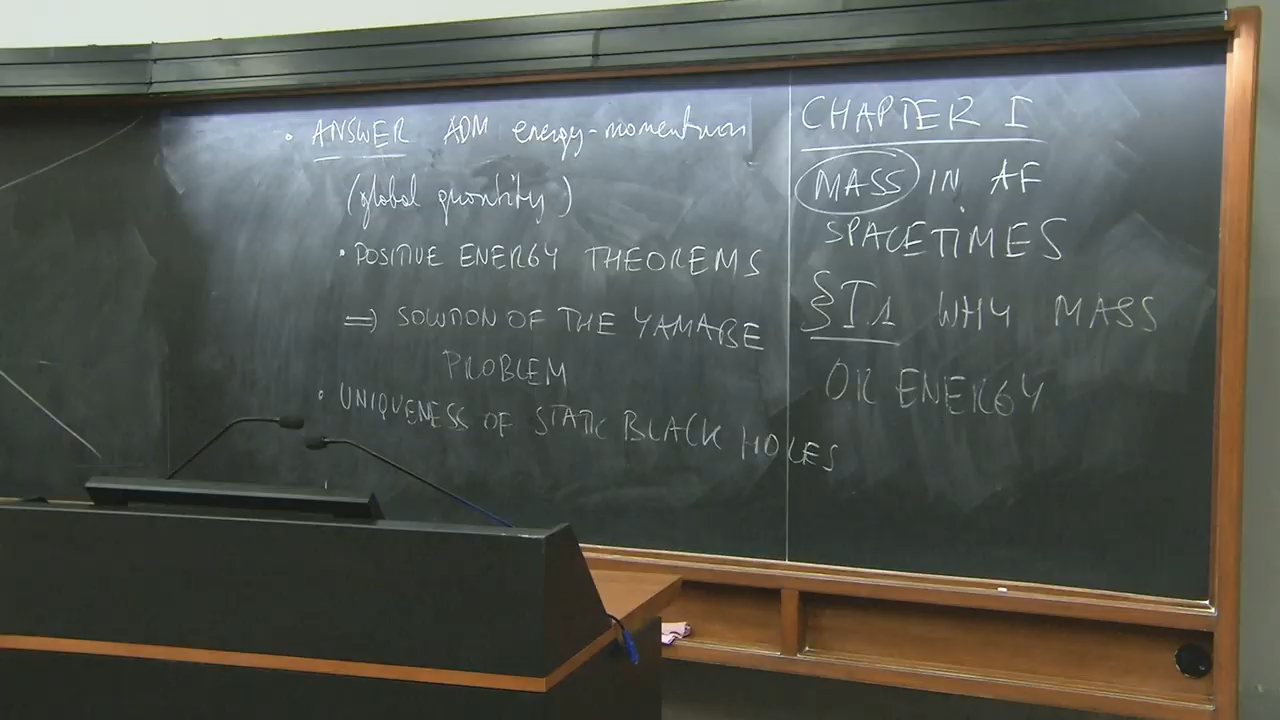 • ANSWER ADM energy-momentum
(global quantity)
• POSITIVE ENERGY THEOREMS
⇒ SOLUTION OF THE YAMABE
PROBLEM
• UNIQUENESS OF STATIC BLACK HOLES
CHAPTER I
MASS IN AF
SPACETIMES
§I.1 WHY MASS
OR ENERGY